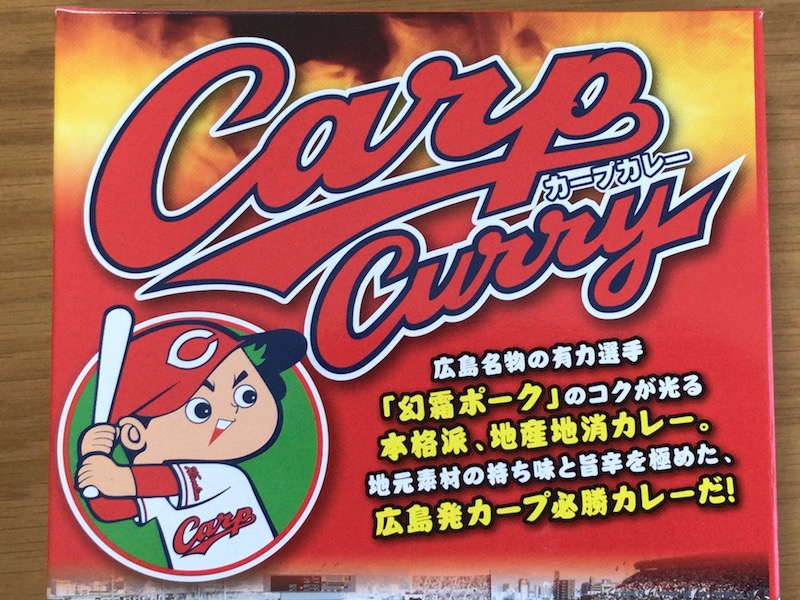 Carp
カープカレー
Curry
広島名物の有力選手
「幻霜ポーク」のコクが光る
本格派、地産地消カレー。
地元素材の持ち味と旨辛を極めた、
広島発カープ必勝カレーだ!
C
Carp